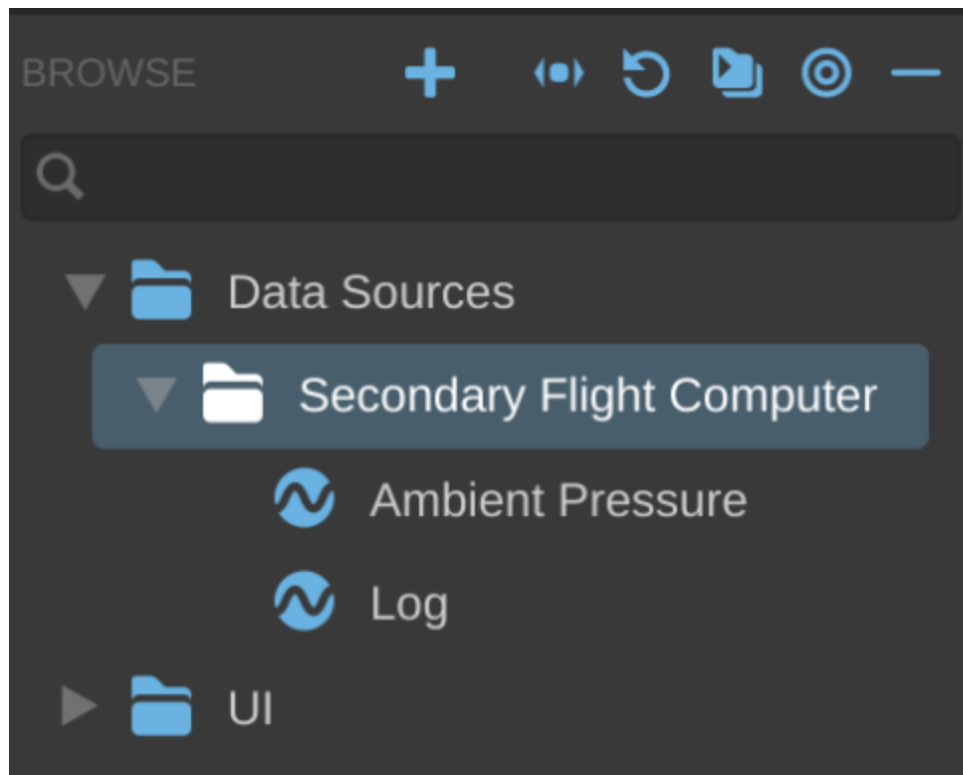 BROWSE
Data Sources
Secondary Flight Computer
Ambient Pressure
Log
UI